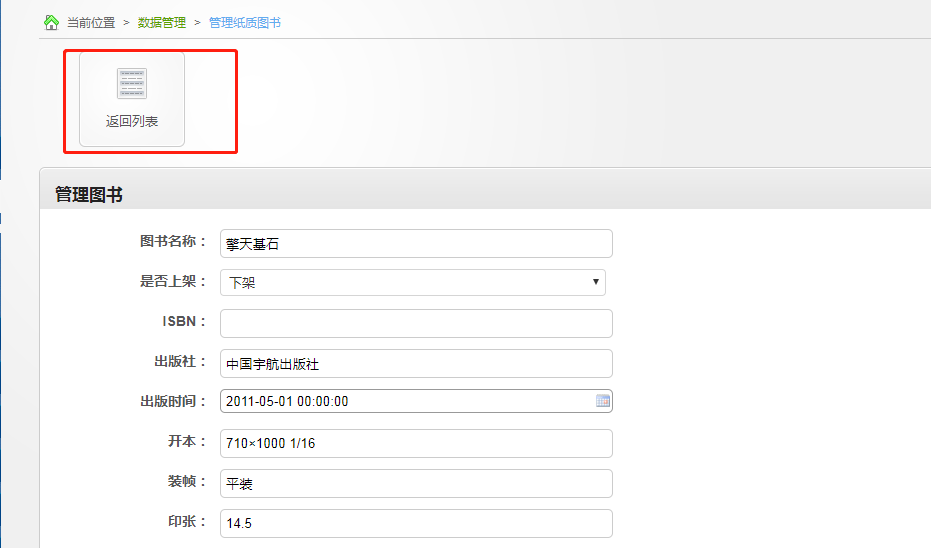 当前位置 > 数据管理 > 管理纸质图书
返回列表
管理图书
图书名称： 擎天基石
是否上架： 下架
ISBN：
出版社： 中国宇航出版社
出版时间： 2011-05-01 00:00:00
开本： 710×1000 1/16
装帧： 平装
印张： 14.5